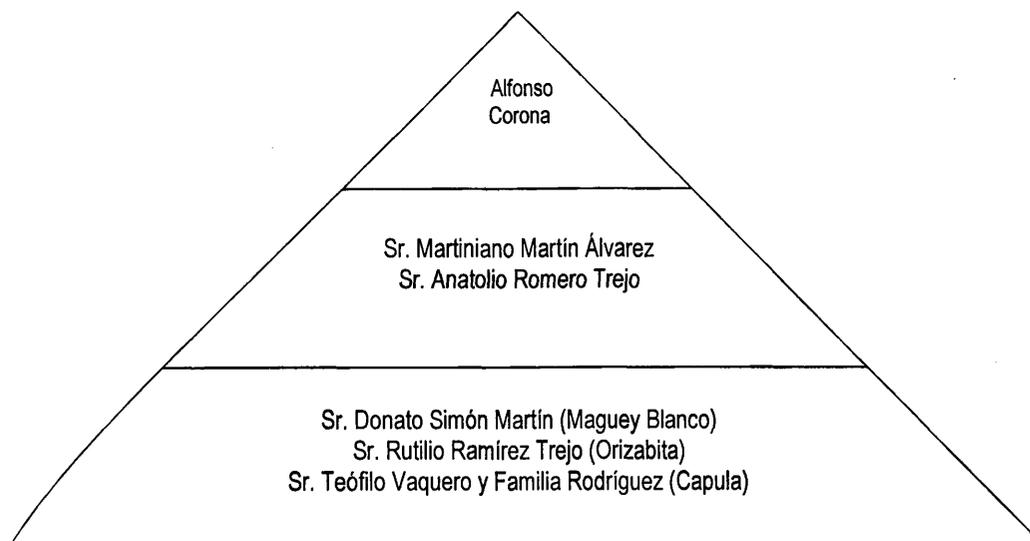 Alfonso
Corona
Sr. Martiniano Martín Álvarez
Sr. Anatolio Romero Trejo
Sr. Donato Simón Martín (Maguey Blanco)
Sr. Rutilio Ramírez Trejo (Orizabita)
Sr. Teófilo Vaquero y Familia Rodríguez (Capula)